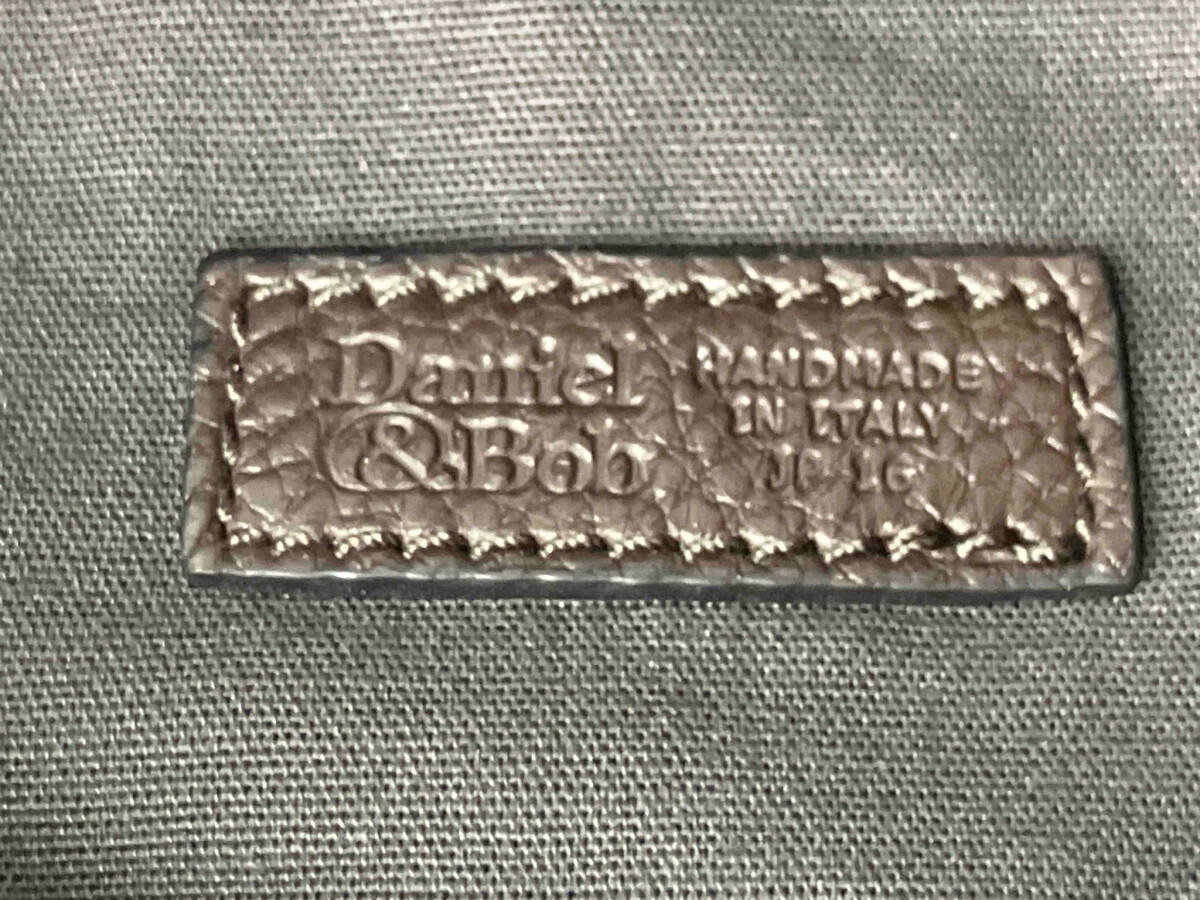 Daniel
& Bob
HANDMADE
IN ITALY